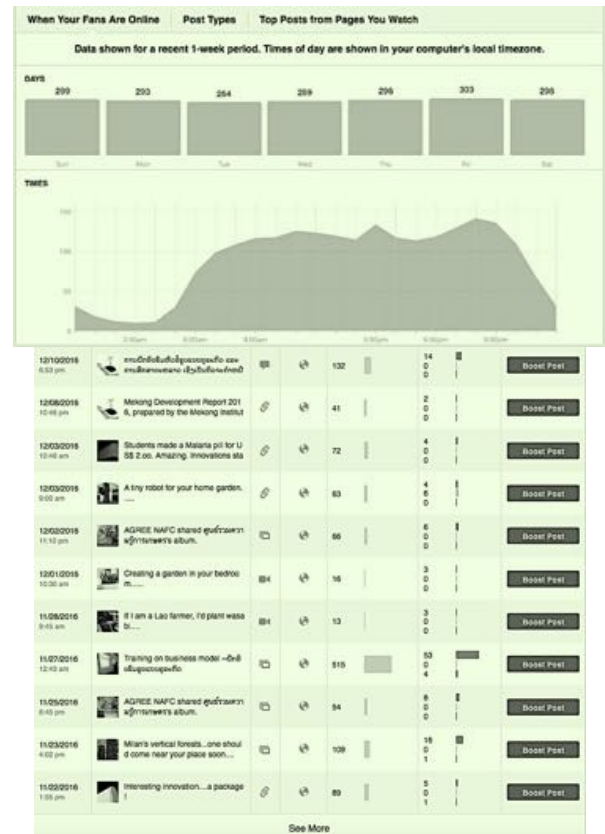 When Your Fans Are Online Post Types Top Posts from Pages You Watch
Data shown for a recent 1-week period. Times of day are shown in your computer's local timezone.
DAYS
299 293 284 289 296 303 298
Sun Mon Tue Wed Thu Fri Sat
TIMES
150
100
50
0
12/10/2016
6:53 pm
132
14
0
0
Boost Post
12/08/2016
10:46 pm
Mekong Development Report 201
6, prepared by the Mekong Institut
41
2
0
0
Boost Post
12/03/2016
10:46 am
Students made a Malaria pill for U
S$ 2.oo. Amazing. Innovations sta
72
4
0
0
Boost Post
12/03/2016
9:00 am
A tiny robot for your home garden.
....
63
4
6
0
Boost Post
12/02/2016
11:10 pm
AGREE NAFC shared
album.
66
6
0
0
Boost Post
12/01/2016
10:30 am
Creating a garden in your bedroo
m.....
16
3
0
0
Boost Post
11/28/2016
9:45 am
If I am a Lao farmer, I'd plant wasa
bi....
13
3
0
0
Boost Post
11/27/2016
12:43 am
Training on business model
515
53
0
4
Boost Post
11/25/2016
8:45 pm
AGREE NAFC shared
album.
54
6
0
0
Boost Post
11/23/2016
4:02 pm
Milan's vertical forests...one shoul
d come near your place soon....
109
16
0
1
Boost Post
11/22/2016
1:55 pm
Interesting innovation....a package
!
89
5
0
1
Boost Post
See More